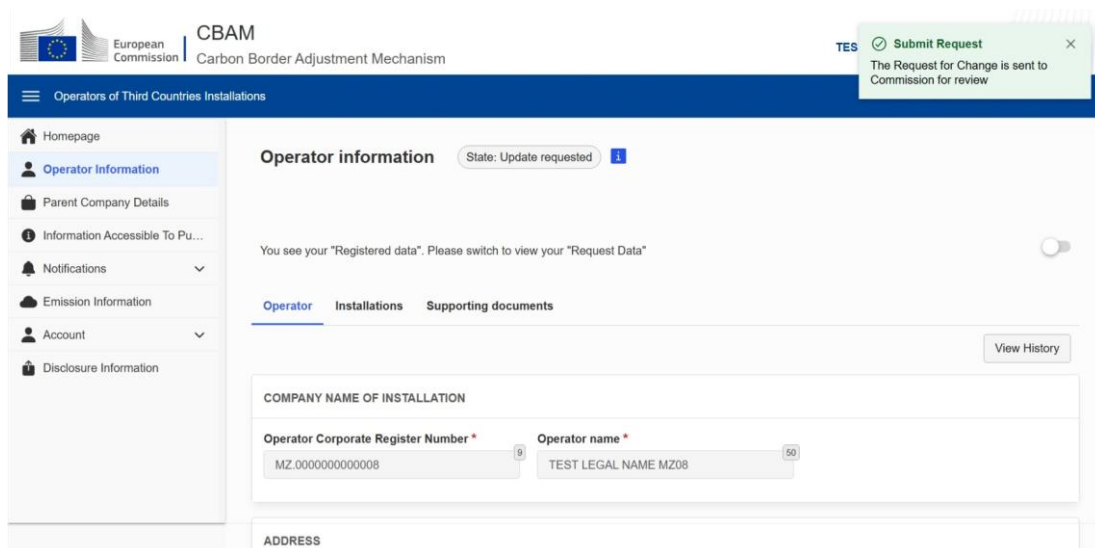 European
Commission
CBAM
Carbon Border Adjustment Mechanism
TES
Submit Request
The Request for Change is sent to
Commission for review
Operators of Third Countries Installations
Homepage
Operator Information
Parent Company Details
Information Accessible To Pu...
Notifications
Emission Information
Account
Disclosure Information
Operator information
State: Update requested
i
You see your "Registered data". Please switch to view your "Request Data"
Operator Installations Supporting documents
View History
COMPANY NAME OF INSTALLATION
Operator Corporate Register Number * Operator name *
9 50
MZ.0000000000008 TEST LEGAL NAME MZ08
ADDRESS